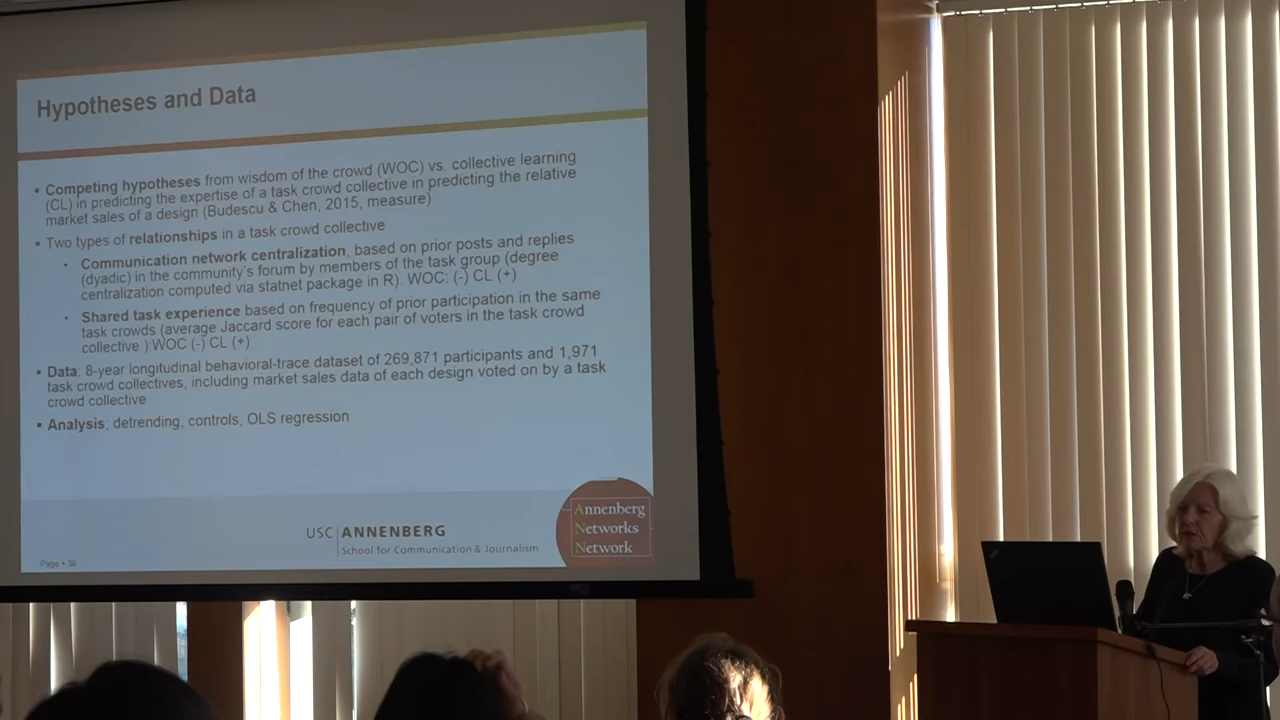 Hypotheses and Data
▪ Competing hypotheses from wisdom of the crowd (WOC) vs. collective learning
(CL) in predicting the expertise of a task crowd collective in predicting the relative
market sales of a design (Budescu & Chen, 2015, measure)
▪ Two types of relationships in a task crowd collective
- Communication network centralization, based on prior posts and replies
(dyadic) in the community's forum by members of the task group (degree
centralization computed via statnet package in R). WOC: (-) CL (+)
- Shared task experience based on frequency of prior participation in the same
task crowds (average Jaccard score for each pair of voters in the task crowd
collective ) WOC (-) CL (+)
▪ Data: 8-year longitudinal behavioral-trace dataset of 269,871 participants and 1,971
task crowd collectives, including market sales data of each design voted on by a task
crowd collective
▪ Analysis; detrending, controls, OLS regression
USC ANNENBERG
School for Communication & Journalism
Annenberg
Networks
Network
Page ▪ 36